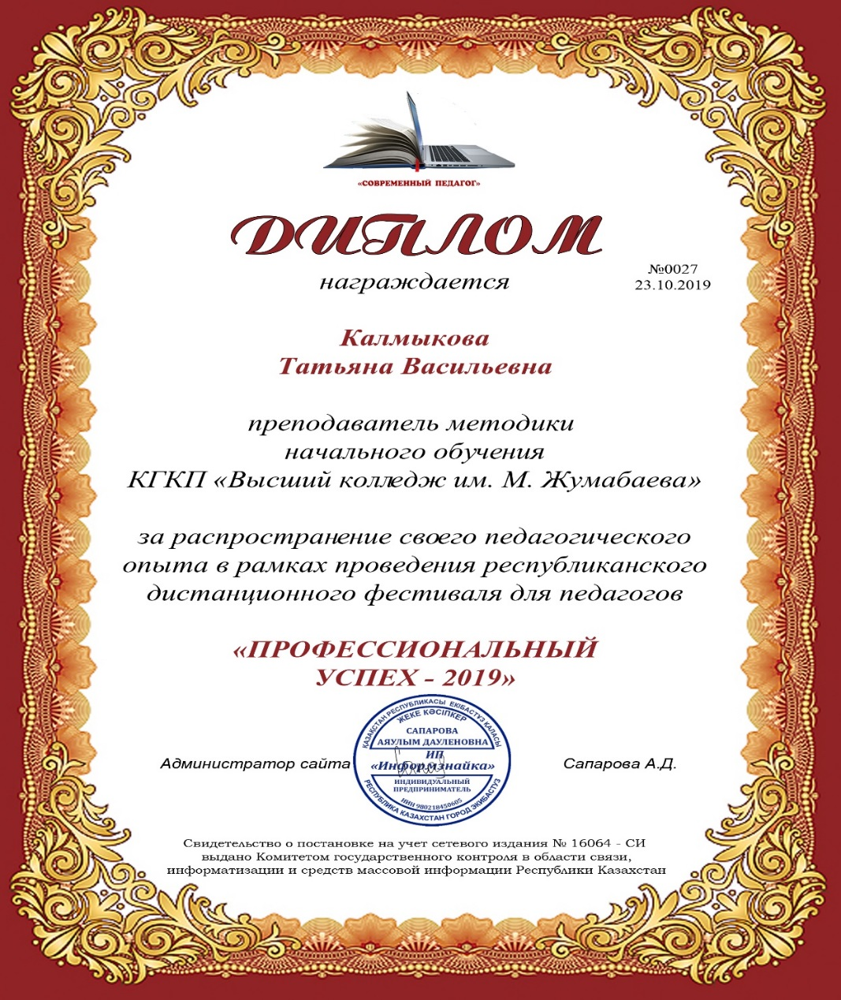 «СОВРЕМЕННЫЙ ПЕДАГОГ»
ДИПЛОМ
№0027
23.10.2019
награждается
Калмыкова
Татьяна Васильевна
преподаватель методики
начального обучения
КГКП «Высший колледж им. М. Жумабаева»
за распространение своего педагогического
опыта в рамках проведения республиканского
дистанционного фестиваля для педагогов
«ПРОФЕССИОНАЛЬНЫЙ
УСПЕХ - 2019»
ҚАЗАҚСТАН РЕСПУБЛИКАСЫ ЕКІБАСТҰЗ ҚАЛАСЫ
ЖЕКЕ КӘСІПКЕР
САПАРОВА
АЯУЛЫМ ДАУЛЕНОВНА
ИП
«Информзнайка»
ИНДИВИДУАЛЬНЫЙ
ПРЕДПРИНИМАТЕЛЬ
ИИН 980218450605
РЕСПУБЛИКА КАЗАХСТАН ГОРОД ЭКИБАСТУЗ
Администратор сайта
Сапарова А.Д.
Свидетельство о постановке на учет сетевого издания № 16064 - СИ
выдано Комитетом государственного контроля в области связи,
информатизации и средств массовой информации Республики Казахстан